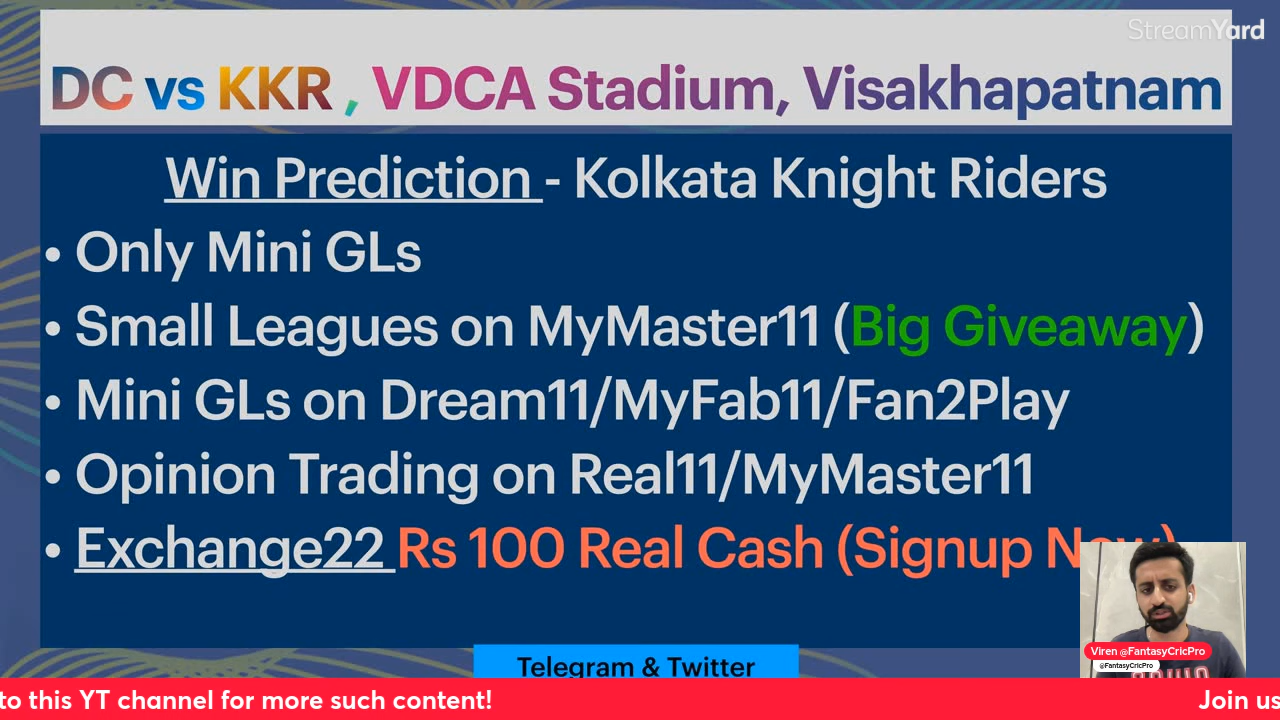 StreamYard
DC vs KKR , VDCA Stadium, Visakhapatnam
Win Prediction - Kolkata Knight Riders
• Only Mini GLs
• Small Leagues on MyMaster11 (Big Giveaway)
• Mini GLs on Dream11/MyFab11/Fan2Play
• Opinion Trading on Real11/MyMaster11
• Exchange22 Rs 100 Real Cash (Signup Now)
Viren @FantasyCricPro
@FantasyCricPro
Telegram & Twitter
to this YT channel for more such content!
Join us